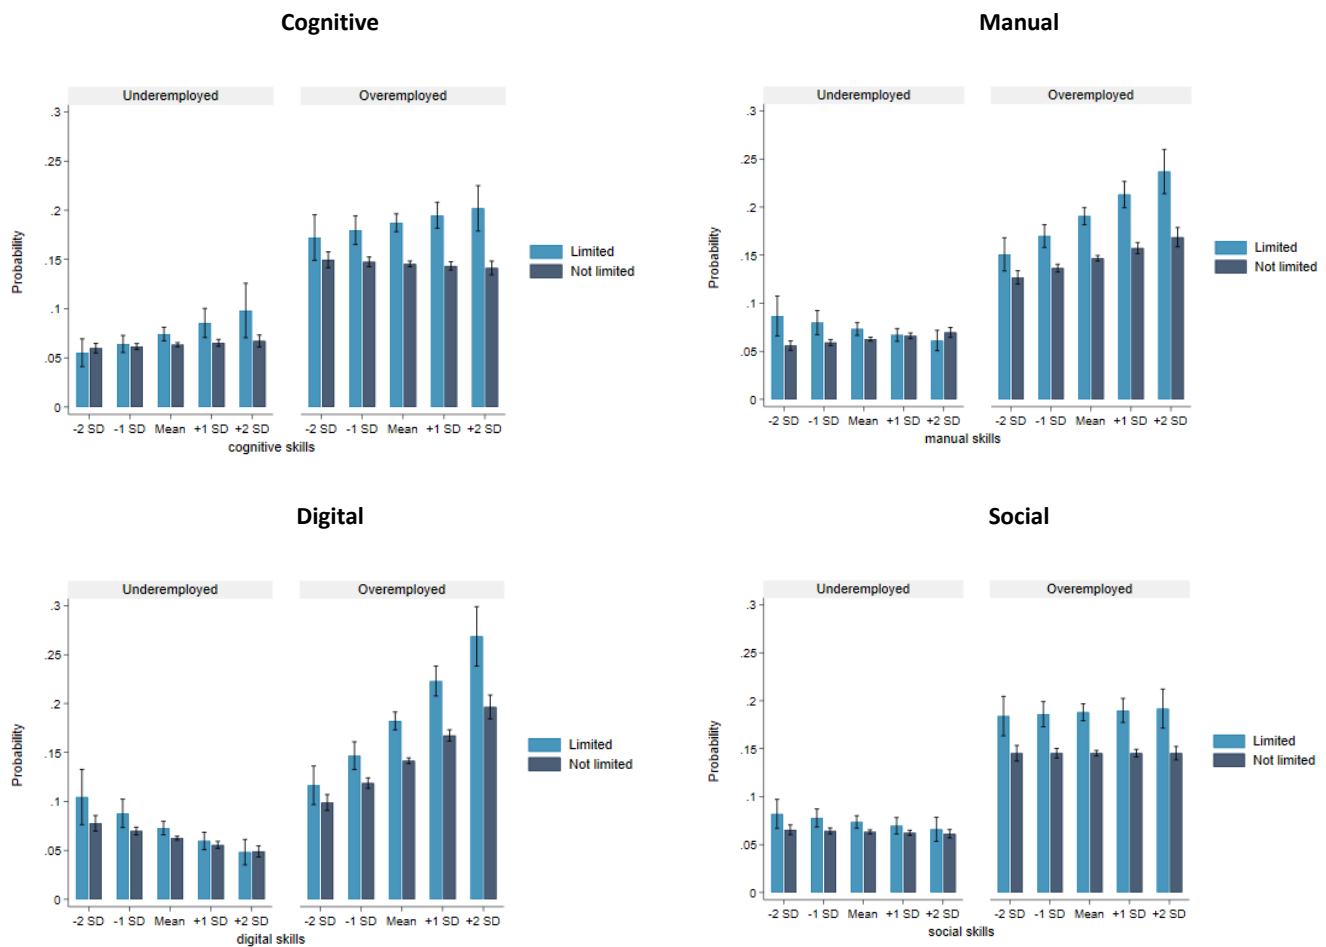 Cognitive
Underemployed Overemployed
.3
.25
.2
.15
.1
.05
0
Probability
-2 SD -1 SD Mean +1 SD +2 SD -2 SD -1 SD Mean +1 SD +2 SD
cognitive skills
Limited
Not limited
Manual
Underemployed Overemployed
.3
.25
.2
.15
.1
.05
0
Probability
-2 SD -1 SD Mean +1 SD +2 SD -2 SD -1 SD Mean +1 SD +2 SD
manual skills
Limited
Not limited
Digital
Underemployed Overemployed
.3
.25
.2
.15
.1
.05
0
Probability
-2 SD -1 SD Mean +1 SD +2 SD -2 SD -1 SD Mean +1 SD +2 SD
digital skills
Limited
Not limited
Social
Underemployed Overemployed
.3
.25
.2
.15
.1
.05
0
Probability
-2 SD -1 SD Mean +1 SD +2 SD -2 SD -1 SD Mean +1 SD +2 SD
social skills
Limited
Not limited